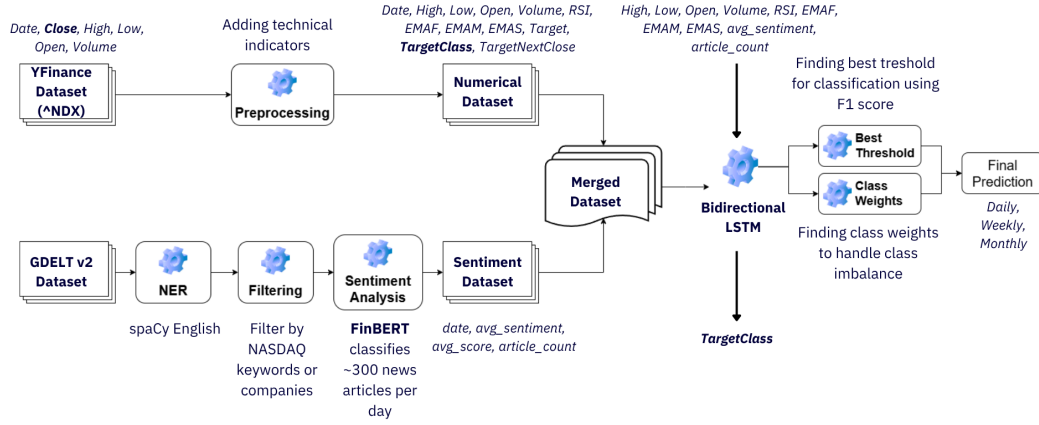 Date, Close, High, Low,
Open, Volume
YFinance
Dataset
(^NDX)
Adding technical
indicators
Preprocessing
Date, High, Low, Open, Volume, RSI,
EMAF, EMAM, EMAS, Target,
TargetClass, TargetNextClose
Numerical
Dataset
High, Low, Open, Volume, RSI, EMAF,
EMAM, EMAS, avg_sentiment,
article_count
Finding best treshold
for classification using
F1 score
Merged
Dataset
Bidirectional
LSTM
Best
Threshold
Class
Weights
Final
Prediction
Daily,
Weekly,
Monthly
Finding class weights
to handle class
imbalance
TargetClass
GDELT v2
Dataset
NER
spaCy English
Filtering
Filter by
NASDAQ
keywords or
companies
Sentiment
Analysis
FinBERT
classifies
~300 news
articles per
day
Sentiment
Dataset
date, avg_sentiment,
avg_score, article_count